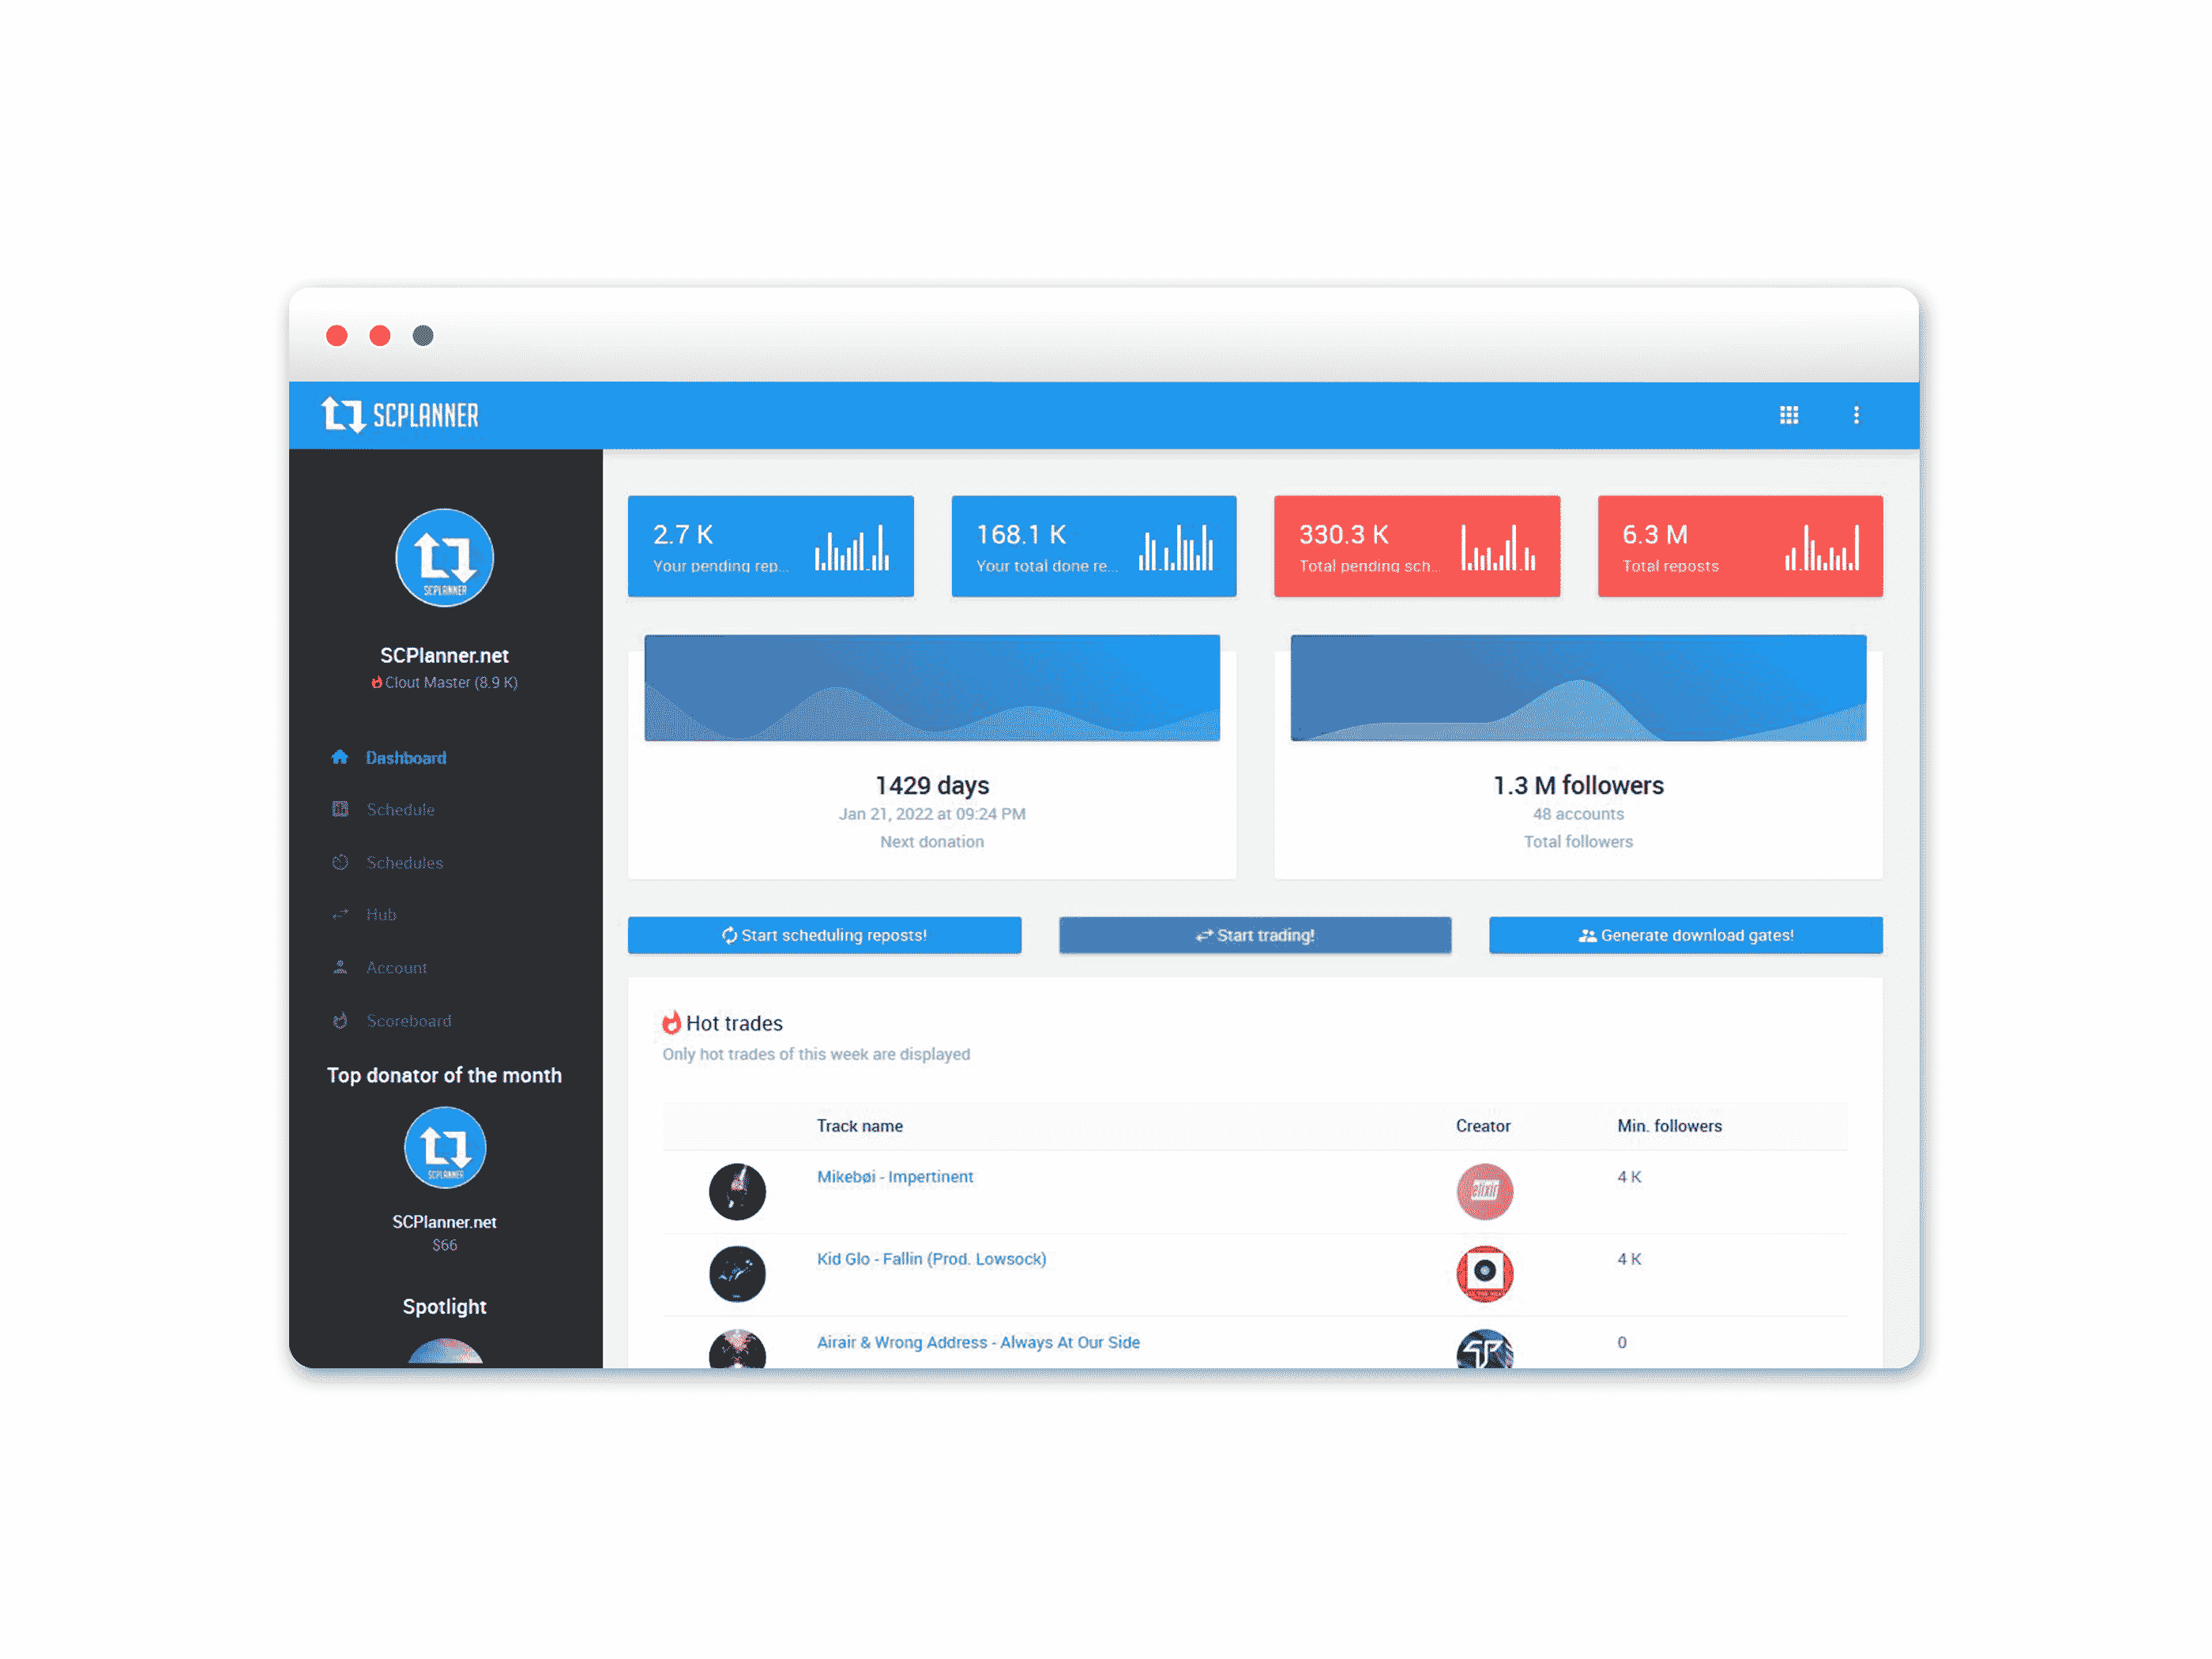 SCPLANNER
SCPLANNER
SCPlanner.net
Clout Master (8.9 K)
Dashboard
Schedule
Schedules
Hub
Account
Scoreboard
Top donator of the month
SCPLANNER
SCPlanner.net
$66
Spotlight
2.7 K
Your pending rep...
168.1 K
Your total done re...
330.3 K
Total pending sch...
6.3 M
Total reposts
1429 days
Jan 21, 2022 at 09:24 PM
Next donation
1.3 M followers
48 accounts
Total followers
Start scheduling reposts!
Start trading!
Generate download gates!
Hot trades
Only hot trades of this week are displayed
Track name Creator Min. followers
Mikebøi - Impertinent elixir 4 K
Kid Glo - Fallin (Prod. Lowsock) 4 K
Airair & Wrong Address - Always At Our Side 0